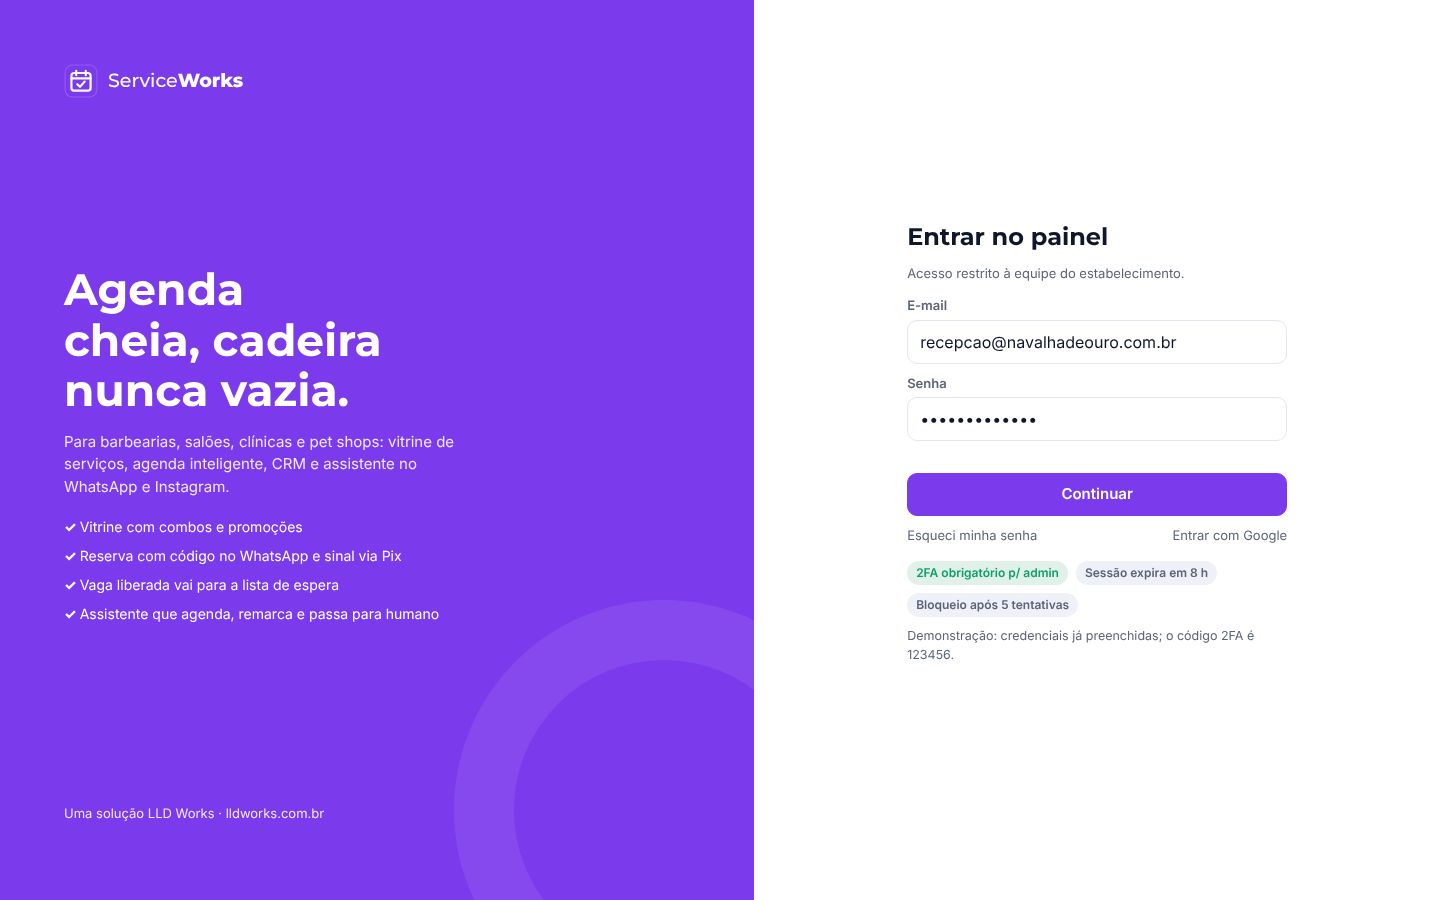 ServiceWorks
Agenda
cheia, cadeira
nunca vazia.
Para barbearias, salões, clínicas e pet shops: vitrine de
serviços, agenda inteligente, CRM e assistente no
WhatsApp e Instagram.
✔ Vitrine com combos e promoções
✔ Reserva com código no WhatsApp e sinal via Pix
✔ Vaga liberada vai para a lista de espera
✔ Assistente que agenda, remarca e passa para humano
Uma solução LLD Works · lldworks.com.br
Entrar no painel
Acesso restrito à equipe do estabelecimento.
E-mail
recepcao@navalhadeouro.com.br
Senha
•••••••••••••
Continuar
Esqueci minha senha
Entrar com Google
2FA obrigatório p/ admin
Sessão expira em 8 h
Bloqueio após 5 tentativas
Demonstração: credenciais já preenchidas; o código 2FA é
123456.